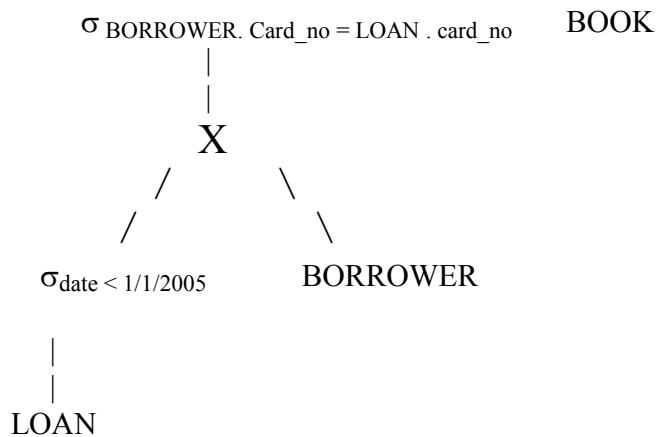 σ BORROWER. Card_no = LOAN . card_no BOOK
X
σdate < 1/1/2005 BORROWER
LOAN